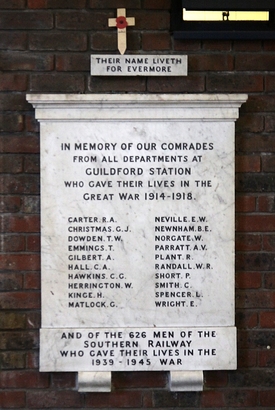 THEIR NAME LIVETH
FOR EVERMORE
IN MEMORY OF OUR COMRADES
FROM ALL DEPARTMENTS AT
GUILDFORD STATION
WHO GAVE THEIR LIVES IN THE
GREAT WAR 1914-1918.
CARTER. R.A.
CHRISTMAS. G.J.
DOWDEN. T.W.
EMMINGS. T.
GILBERT. A.
HALL. C.A.
HAWKINS. C.G.
HERRINGTON. W.
KINGE. H.
MATLOCK. G.
NEVILLE. E.W.
NEWNHAM. B.E.
NORGATE. W.
PARRATT. A.V.
PLANT. R.
RANDALL. W.R.
SHORT. P.
SMITH. C.
SPENCER. L.
WRIGHT. E.
AND OF THE 626 MEN OF THE
SOUTHERN RAILWAY
WHO GAVE THEIR LIVES IN THE
1939 - 1945 WAR